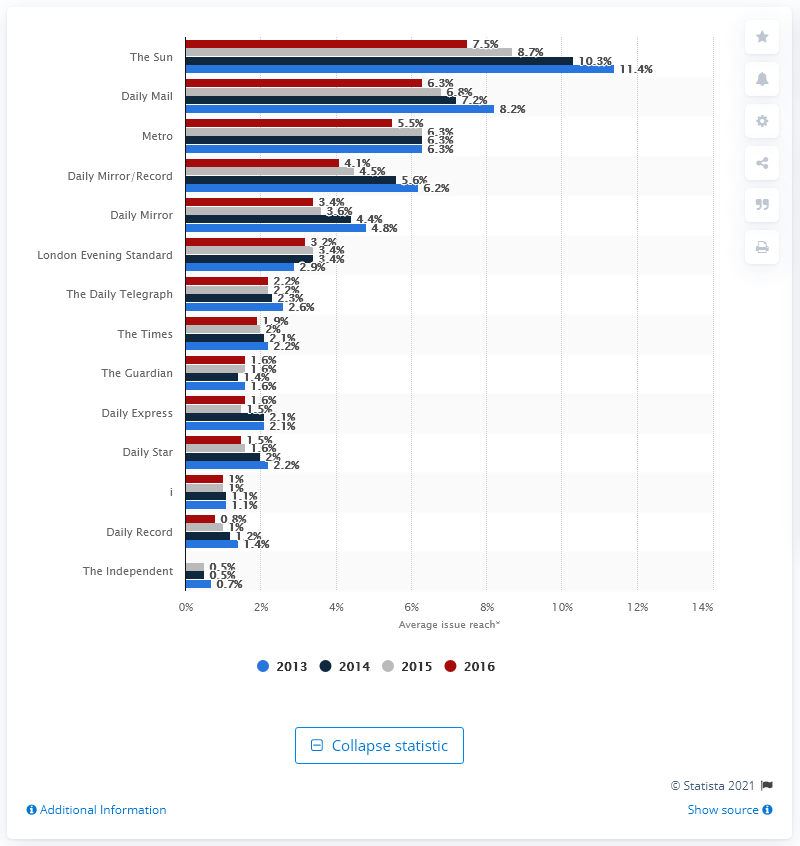 The Sun
7.5%
8.7%
10.3%
11.4%
Daily Mail
6.3%
6.8%
7.2%
8.2%
Metro
5.5%
6.3%
6.3%
6.3%
Daily Mirror/Record
4.1%
4.5%
5.6%
6.2%
Daily Mirror
3.4%
3.6%
4.4%
4.8%
London Evening Standard
3.2%
3.4%
3.4%
2.9%
The Daily Telegraph
2.2%
2.2%
2.3%
2.6%
The Times
1.9%
2%
2.1%
2.2%
The Guardian
1.6%
1.6%
1.4%
1.6%
Daily Express
1.6%
1.5%
2.1%
2.1%
Daily Star
1.5%
1.6%
2%
2.2%
i
1%
1%
1.1%
1.1%
Daily Record
0.8%
1%
1.2%
1.4%
The Independent
0.5%
0.5%
0.7%
0% 2% 4% 6% 8% 10% 12% 14%
Average issue reach*
2013 2014 2015 2016
Collapse statistic
© Statista 2021
Additional Information
Show source